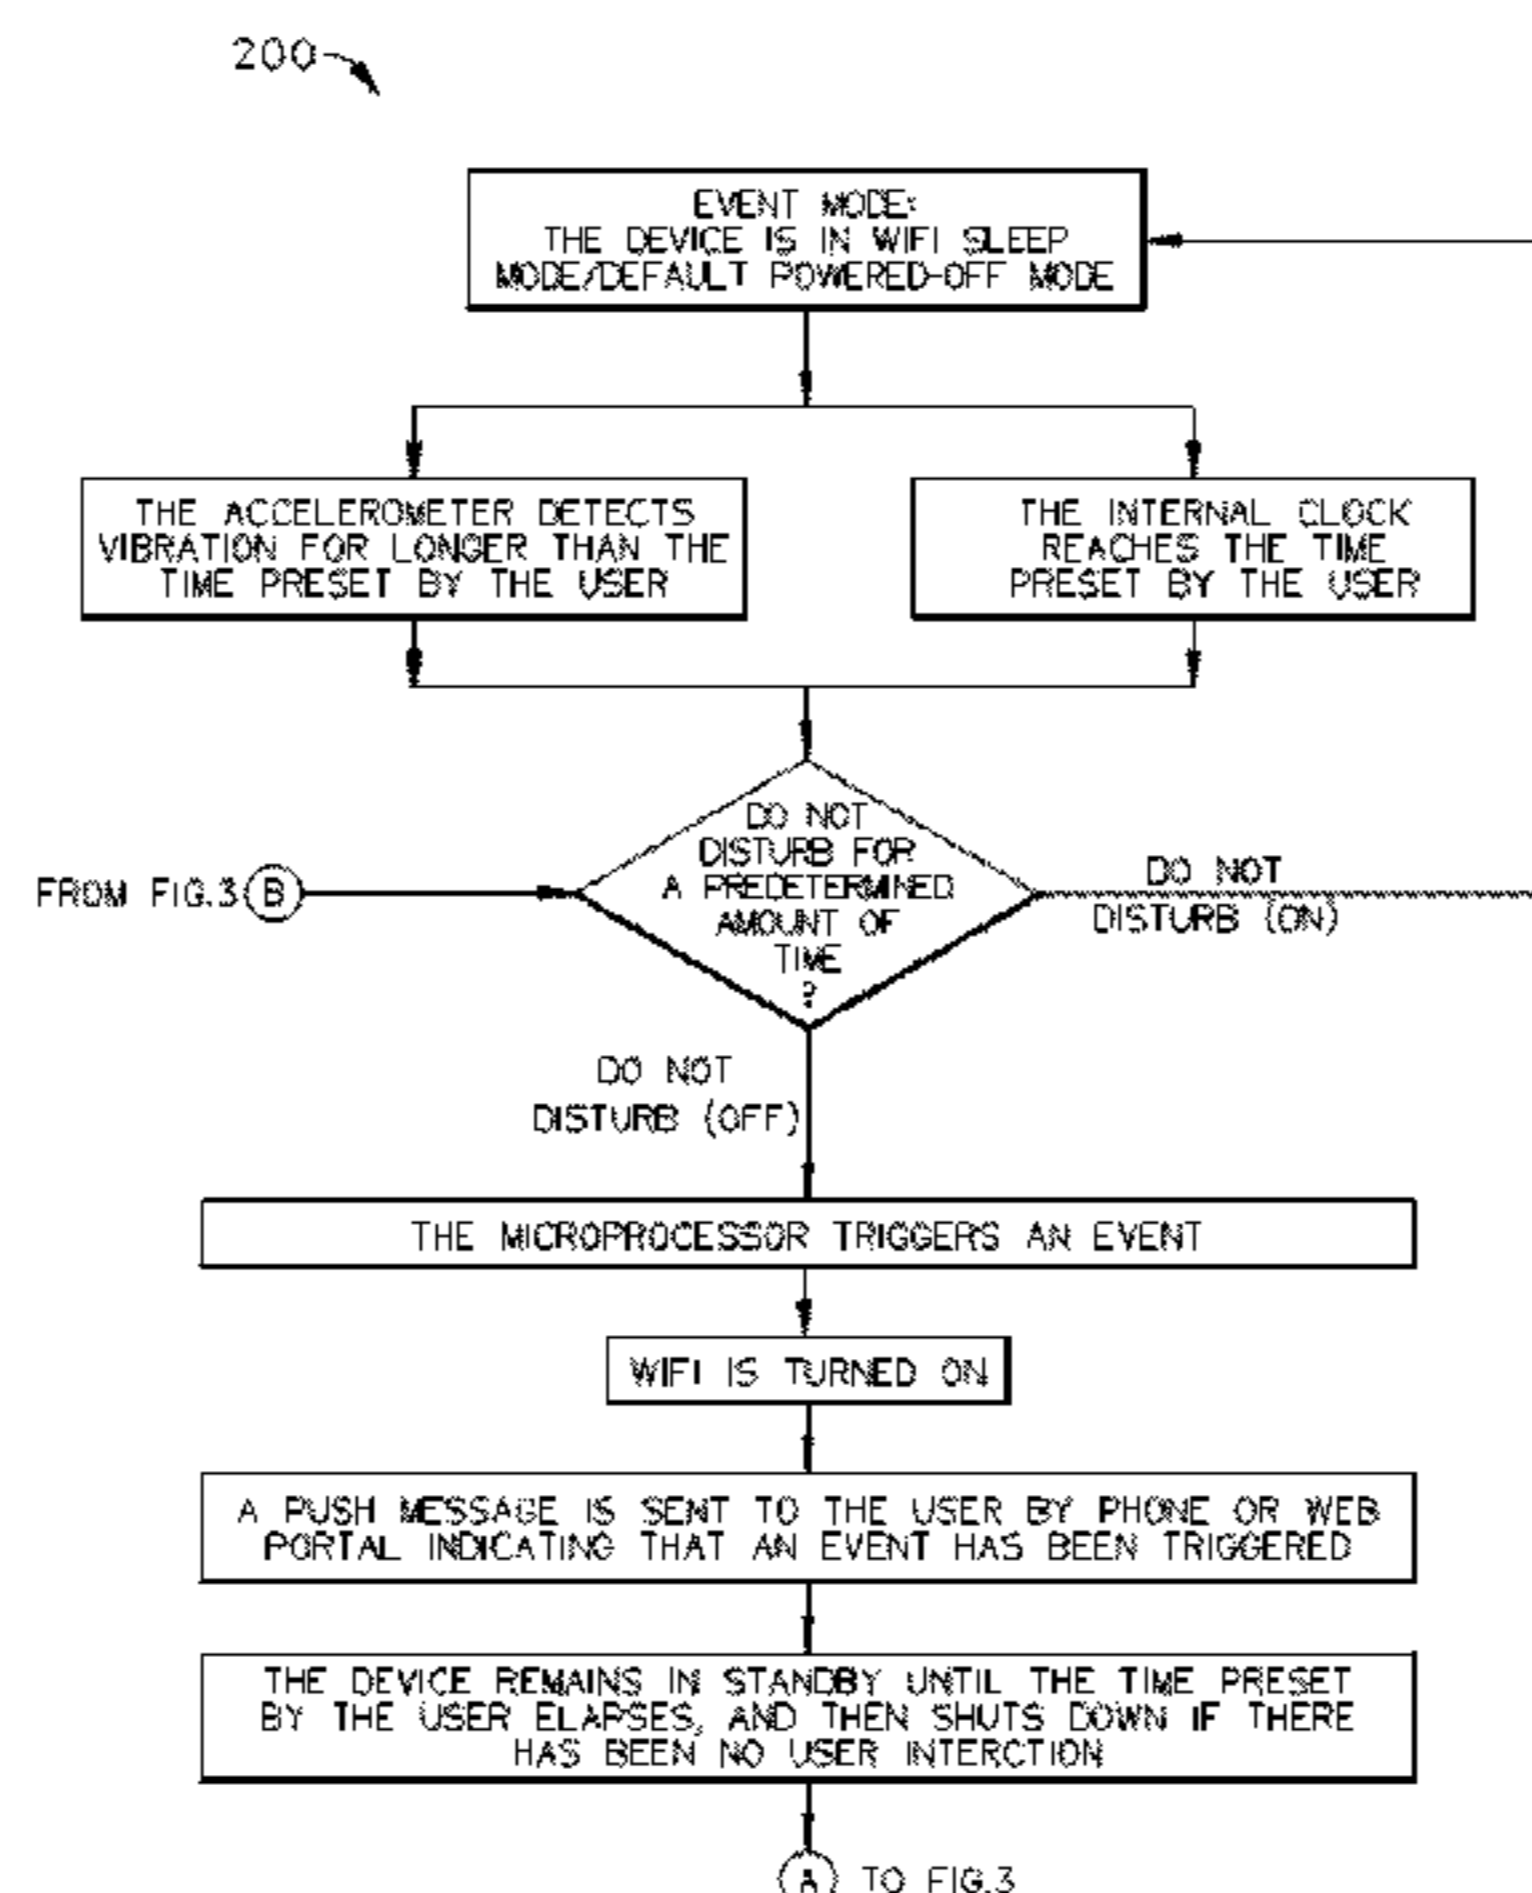 200
EVENT MODE:
THE DEVICE IS IN WIFI SLEEP
MODE/DEFAULT POWERED-OFF MODE
THE ACCELEROMETER DETECTS
VIBRATION FOR LONGER THAN THE
TIME PRESET BY THE USER
THE INTERNAL CLOCK
REACHES THE TIME
PRESET BY THE USER
DO NOT
DISTURB FOR
A PREDETERMINED
AMOUNT OF
TIME
?
FROM FIG.3 B
DO NOT
DISTURB (ON)
DO NOT
DISTURB (OFF)
THE MICROPROCESSOR TRIGGERS AN EVENT
WIFI IS TURNED ON
A PUSH MESSAGE IS SENT TO THE USER BY PHONE OR WEB
PORTAL INDICATING THAT AN EVENT HAS BEEN TRIGGERED
THE DEVICE REMAINS IN STANDBY UNTIL THE TIME PRESET
BY THE USER ELAPSES, AND THEN SHUTS DOWN IF THERE
HAS BEEN NO USER INTERCTION
A TO FIG.3